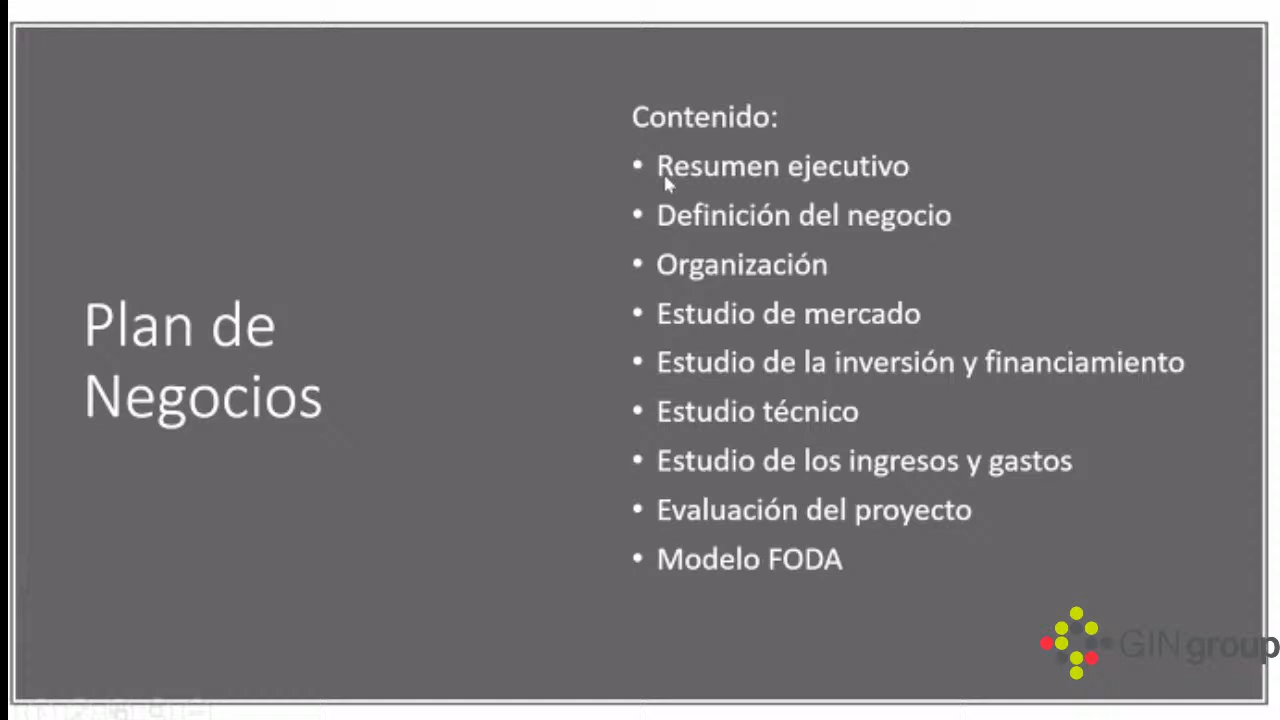 Plan de
Negocios
Contenido:
• Resumen ejecutivo
• Definición del negocio
• Organización
• Estudio de mercado
• Estudio de la inversión y financiamiento
• Estudio técnico
• Estudio de los ingresos y gastos
• Evaluación del proyecto
• Modelo FODA
GINgroup